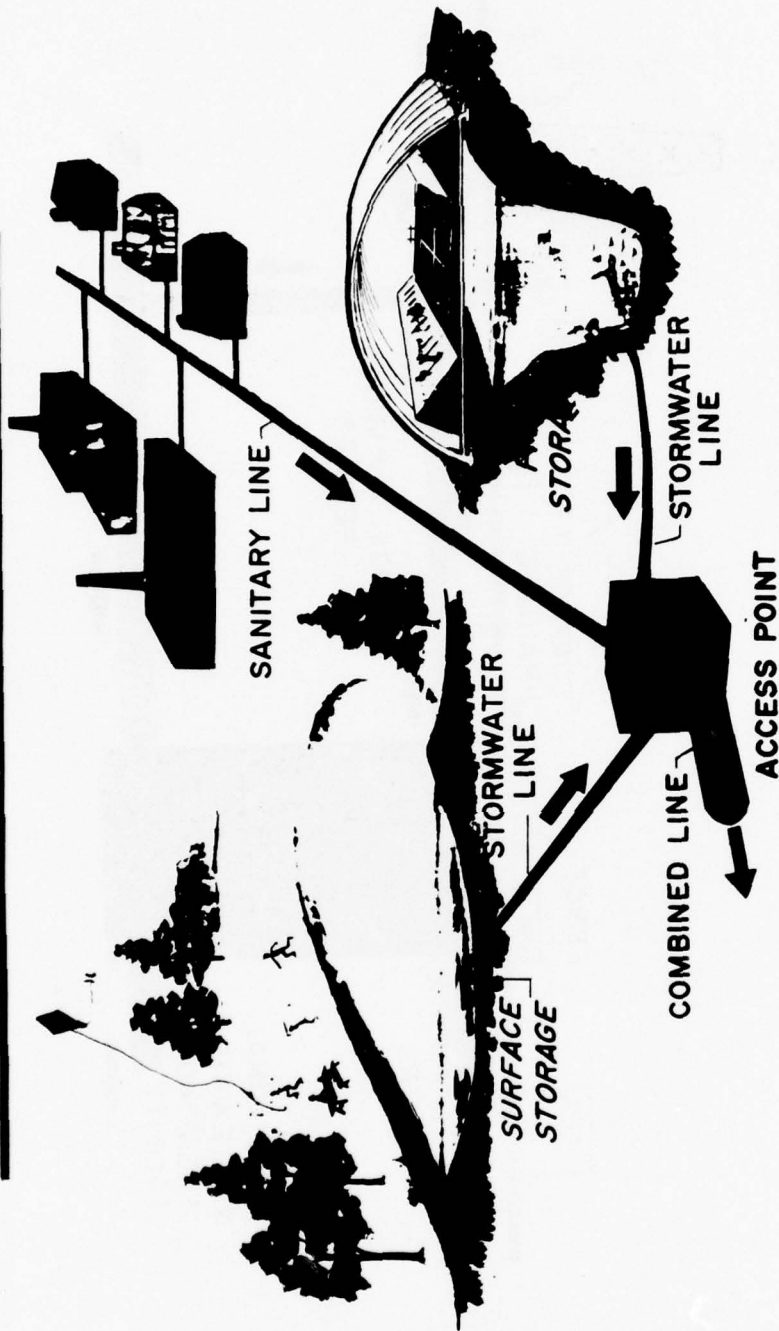 SANITARY LINE
STORMWATER
LINE
SURFACE
STORAGE
STORMWATER
LINE
COMBINED LINE
ACCESS POINT